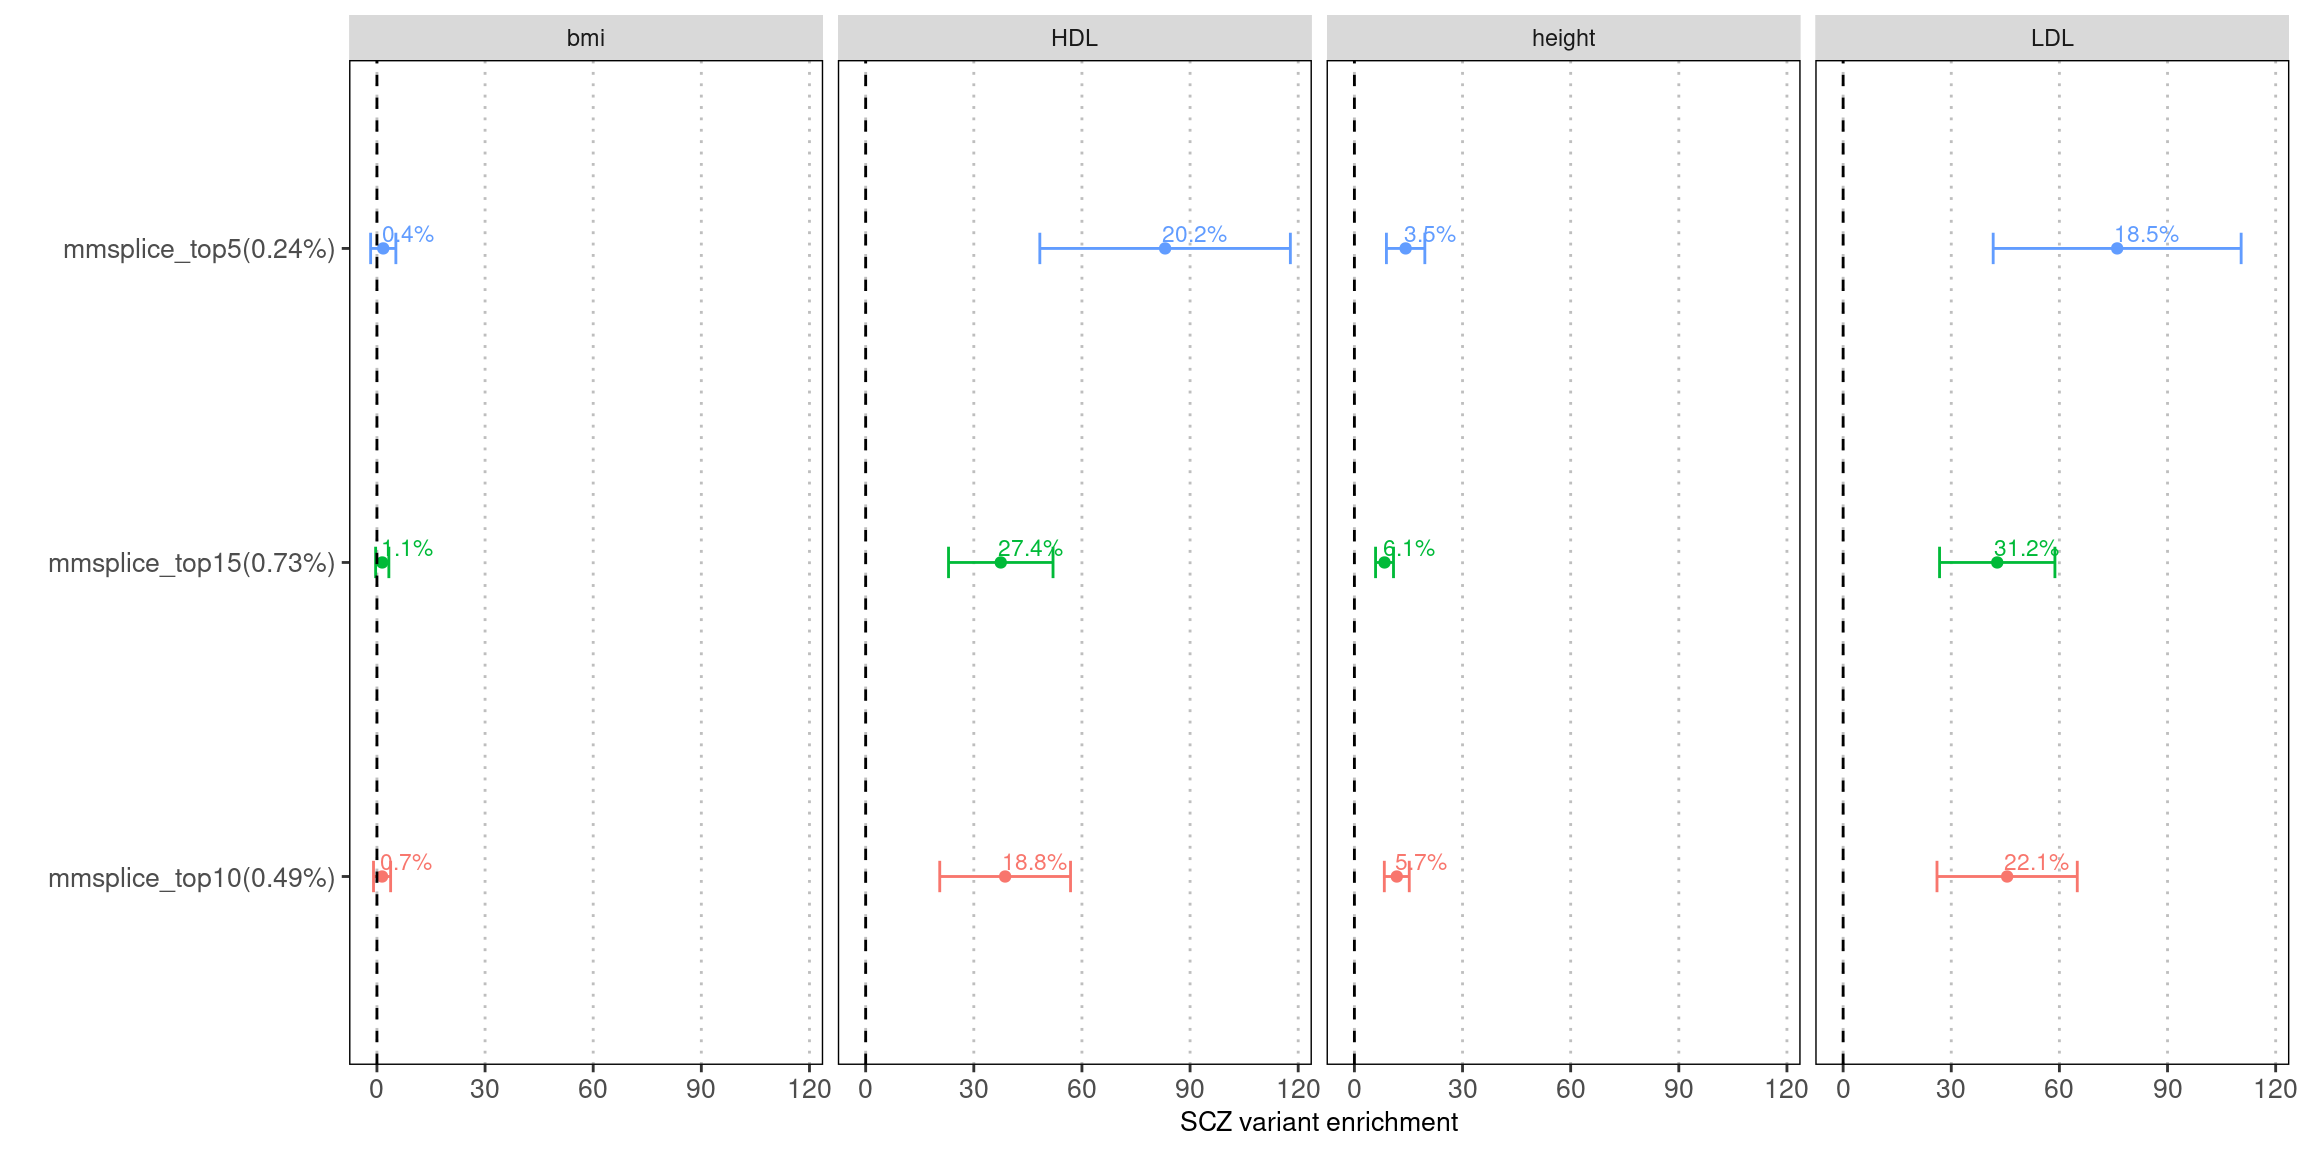 bmi HDL height LDL
mmsplice_top5(0.24%) 0.4% 20.2% 3.5% 18.5%
mmsplice_top15(0.73%) 1.1% 27.4% 6.1% 31.2%
mmsplice_top10(0.49%) 0.7% 18.8% 5.7% 22.1%
0 30 60 90 120 0 30 60 90 120 0 30 60 90 120 0 30 60 90 120
SCZ variant enrichment